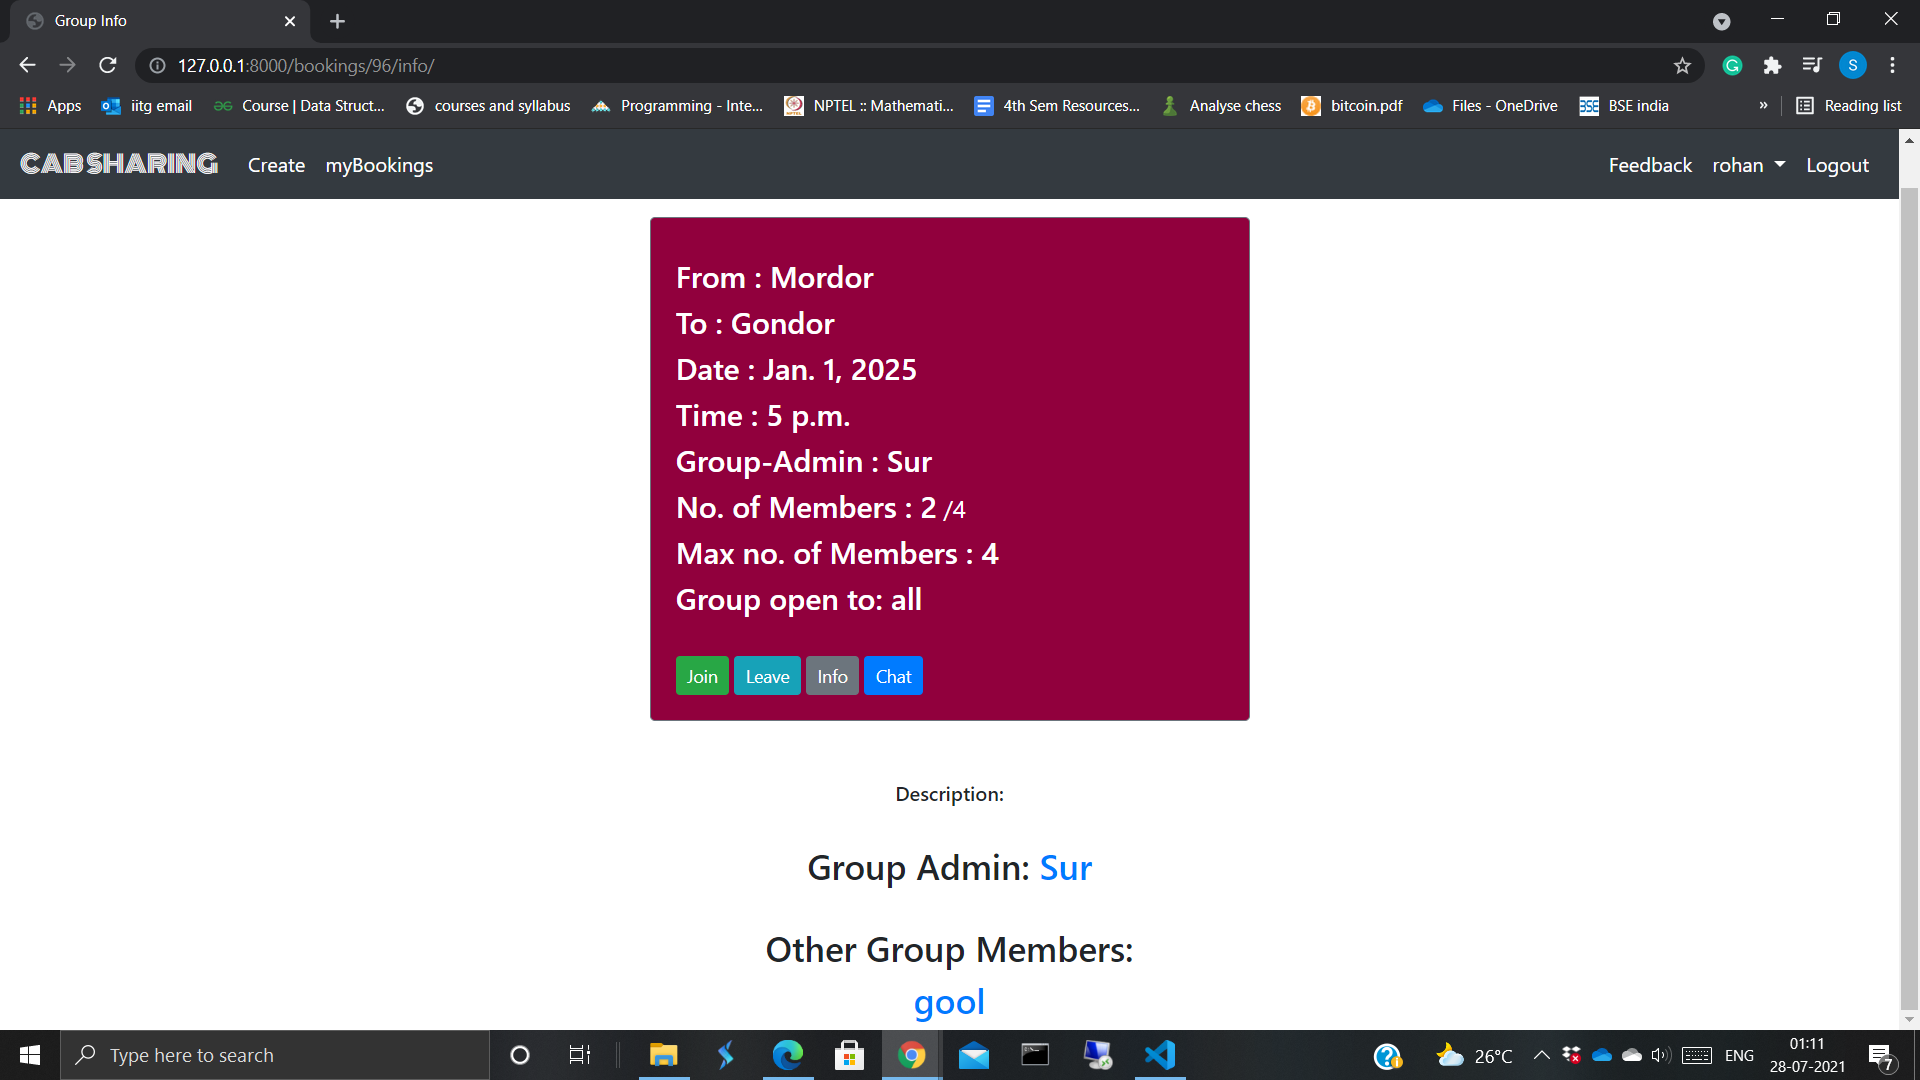 Group Info
127.0.0.1:8000/bookings/96/info/
Apps iitg email Course | Data Struct... courses and syllabus Programming - Inte... NPTEL :: Mathemati... 4th Sem Resources... Analyse chess bitcoin.pdf Files - OneDrive BSE india » Reading list
CABSHARING Create myBookings Feedback rohan Logout
From : Mordor
To : Gondor
Date : Jan. 1, 2025
Time : 5 p.m.
Group-Admin : Sur
No. of Members : 2 /4
Max no. of Members : 4
Group open to: all
Join Leave Info Chat
Description:
Group Admin: Sur
Other Group Members:
gool
Type here to search 26°C ENG 01:11
28-07-2021 7